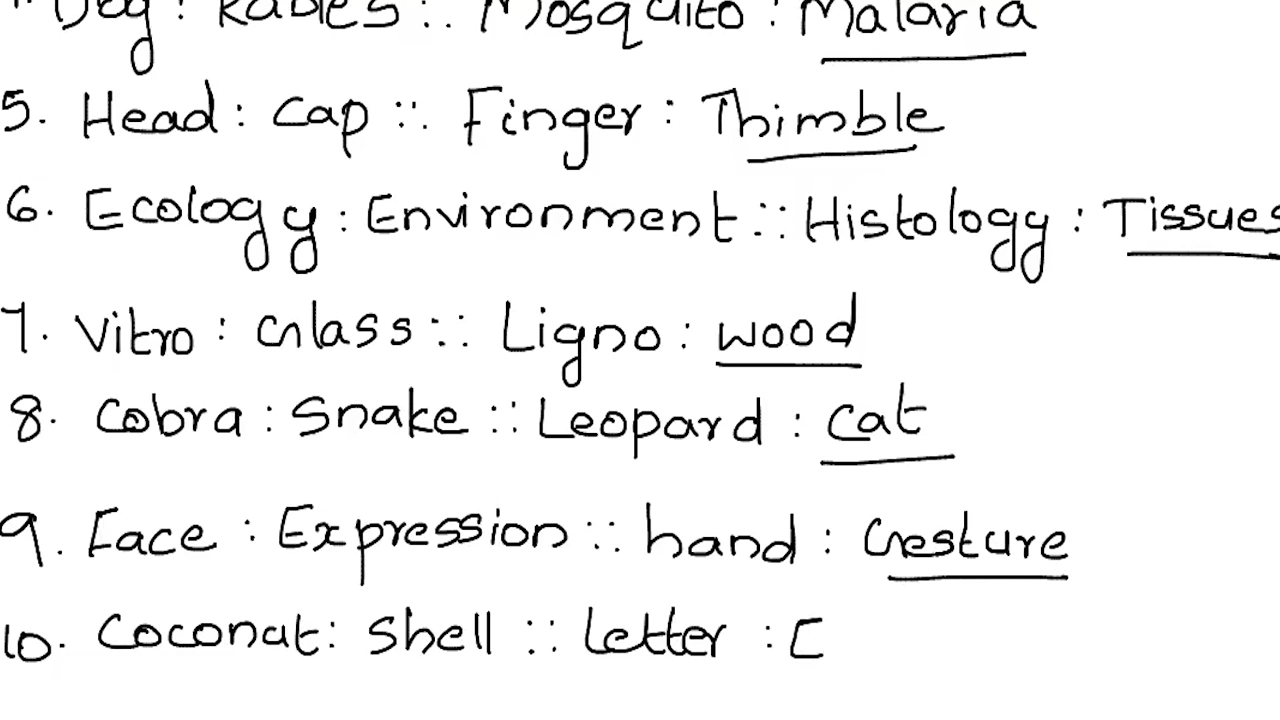 Dog : Rabies :: Mosquito : Malaria
5. Head : Cap :: Finger : Thimble
6. Ecology : Environment :: Histology : Tissues
7. Vitro : Glass :: Ligno : wood
8. Cobra : Snake :: Leopard : Cat
9. Face : Expression :: hand : Gesture
10. Coconut : Shell :: Letter :